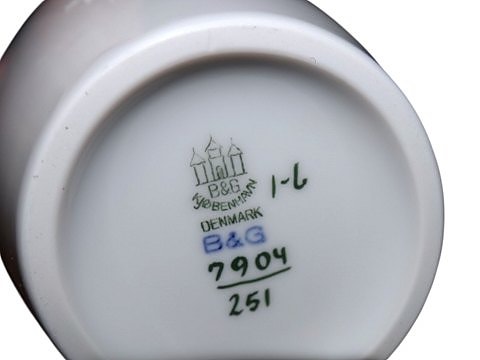 B&G
KJØBENHAVN
1-6
DENMARK
B&G
7904
251